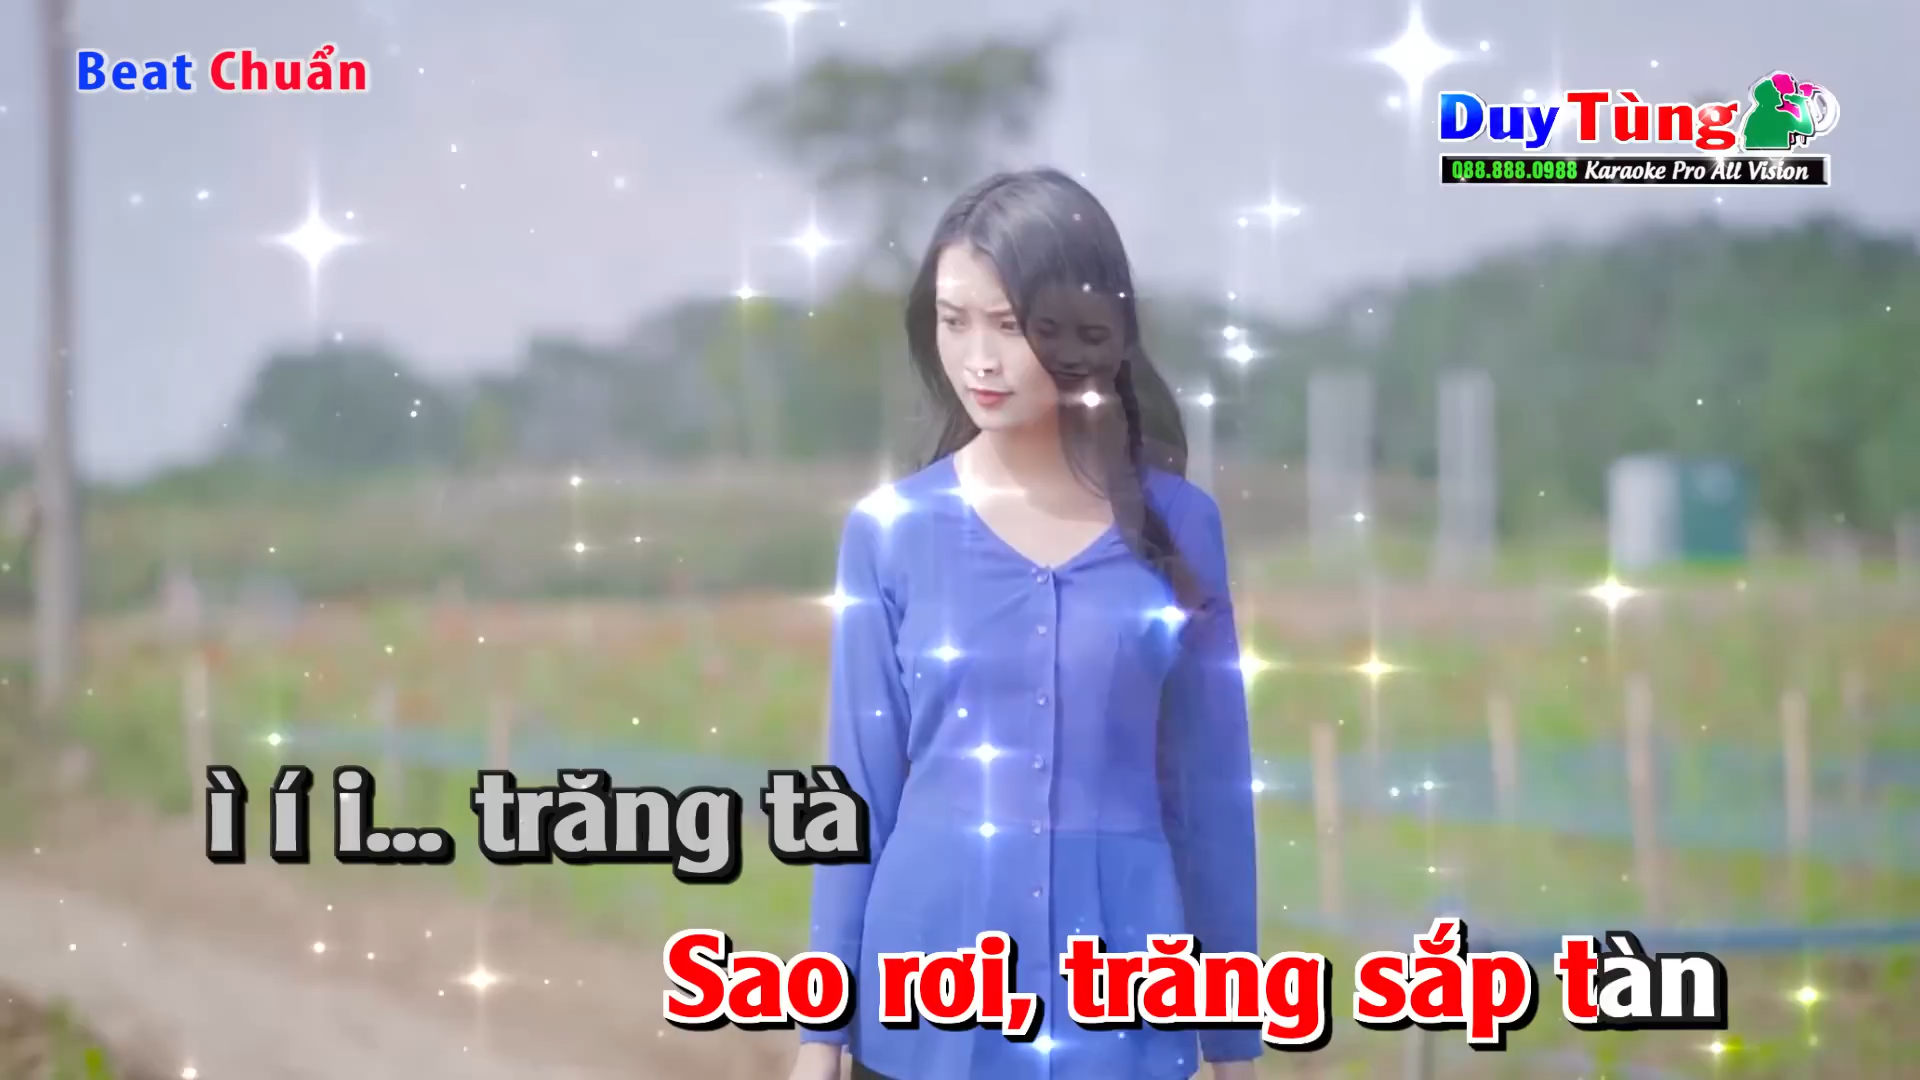 Beat Chuẩn
Duy Tùng
088.888.0988 Karaoke Pro All Vision
ì í i... trăng tà
Sao rơi, trăng sắp tàn